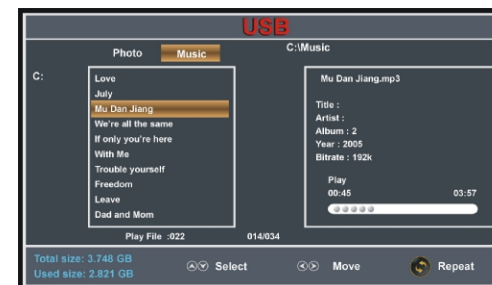 USB
Photo Music C:\Music
C:
Love
July
Mu Dan Jiang
We're all the same
If only you're here
With Me
Trouble yourself
Freedom
Leave
Dad and Mom
Mu Dan Jiang.mp3
Title :
Artist :
Album : 2
Year : 2005
Bitrate : 192k
Play
00:45 03:57
Play File :022 014/034
Total size: 3.748 GB
Used size: 2.821 GB
Select Move Repeat